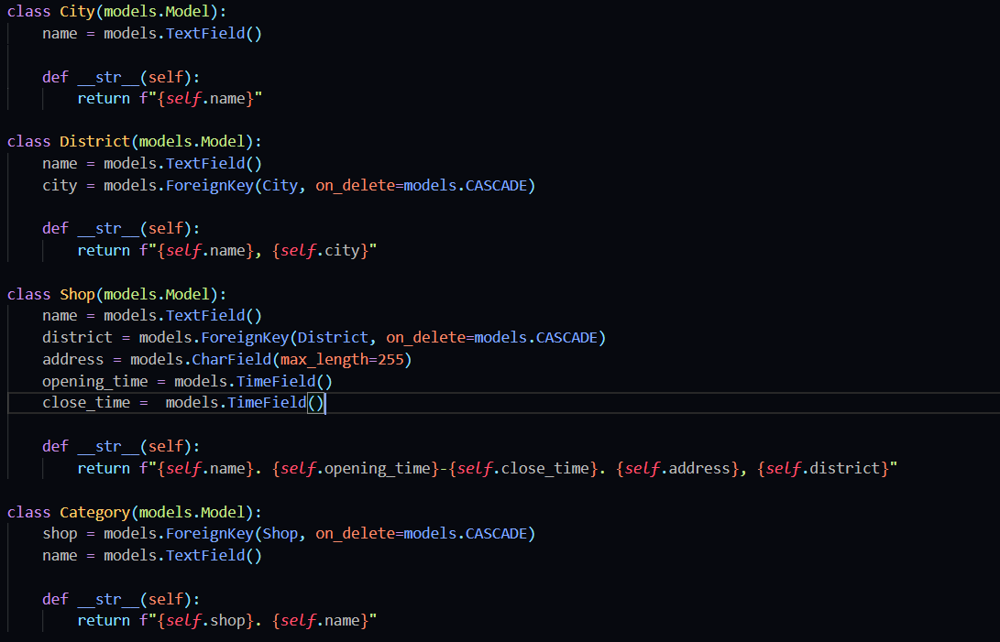 class City(models.Model):
    name = models.TextField()

    def __str__(self):
        return f"{self.name}"

class District(models.Model):
    name = models.TextField()
    city = models.ForeignKey(City, on_delete=models.CASCADE)

    def __str__(self):
        return f"{self.name}, {self.city}"

class Shop(models.Model):
    name = models.TextField()
    district = models.ForeignKey(District, on_delete=models.CASCADE)
    address = models.CharField(max_length=255)
    opening_time = models.TimeField()
    close_time =  models.TimeField()

    def __str__(self):
        return f"{self.name}. {self.opening_time}-{self.close_time}. {self.address}, {self.district}"

class Category(models.Model):
    shop = models.ForeignKey(Shop, on_delete=models.CASCADE)
    name = models.TextField()

    def __str__(self):
        return f"{self.shop}. {self.name}"